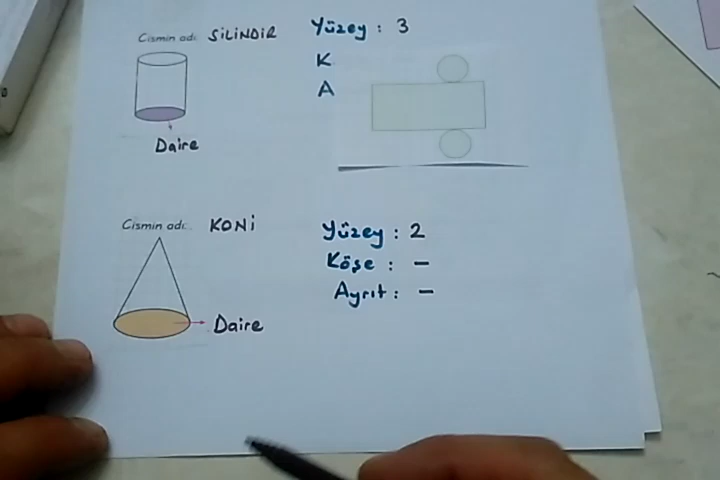 Cismin adı: SİLİNDİR
Yüzey : 3
K
A
Daire
Cismin adı: KONİ
Yüzey : 2
Köşe : -
Ayrıt : -
Daire